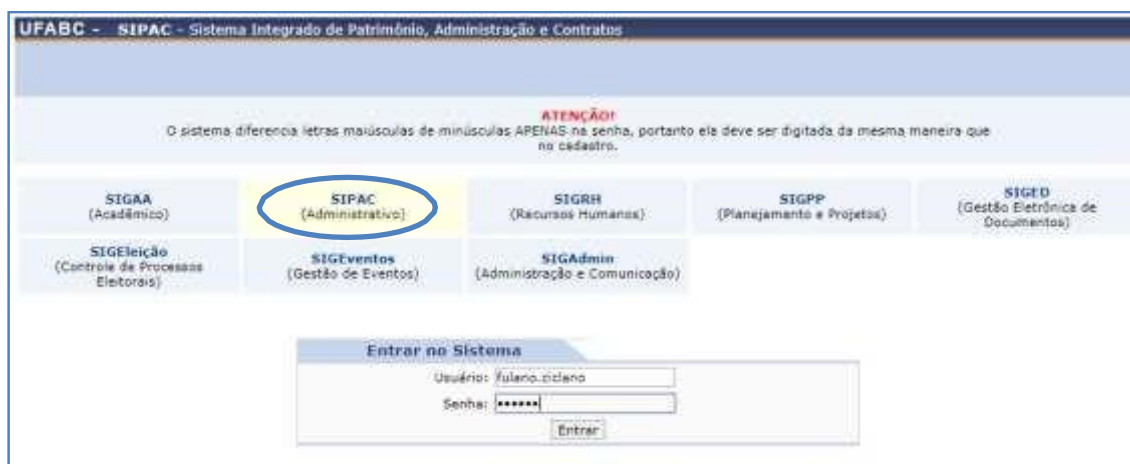 UFABC - SIPAC - Sistema Integrado de Patrimônio, Administração e Contratos
ATENÇÃO!
O sistema diferencia letras maiúsculas de minúsculas APENAS na senha, portanto ela deve ser digitada da mesma maneira que
no cadastro.
SIGAA
(Acadêmico)
SIPAC
(Administrativo)
SIGRH
(Recursos Humanos)
SIGPP
(Planejamento e Projetos)
SIGED
(Gestão Eletrônica de
Documentos)
SIGEleição
(Controle de Processos
Eleitorais)
SIGEventos
(Gestão de Eventos)
SIGAdmin
(Administração e Comunicação)
Entrar no Sistema
Usuário: fulano.ciclano
Senha: ••••••
Entrar